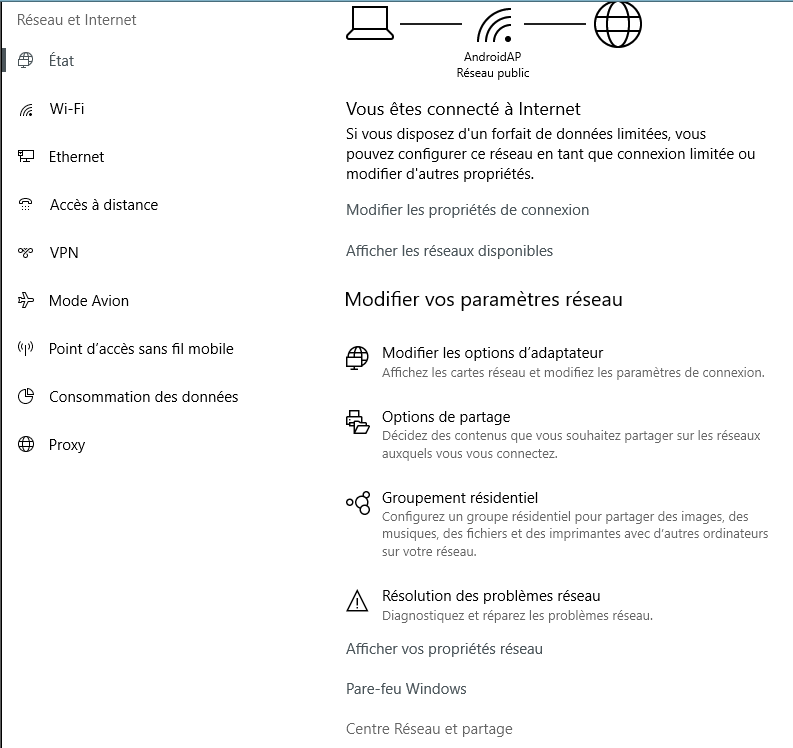 Réseau et Internet
État
Wi-Fi
Ethernet
Accès à distance
VPN
Mode Avion
Point d’accès sans fil mobile
Consommation des données
Proxy
AndroidAP
Réseau public
Vous êtes connecté à Internet
Si vous disposez d'un forfait de données limitées, vous
pouvez configurer ce réseau en tant que connexion limitée ou
modifier d'autres propriétés.
Modifier les propriétés de connexion
Afficher les réseaux disponibles
Modifier vos paramètres réseau
Modifier les options d’adaptateur
Affichez les cartes réseau et modifiez les paramètres de connexion.
Options de partage
Décidez des contenus que vous souhaitez partager sur les réseaux
auxquels vous vous connectez.
Groupement résidentiel
Configurez un groupe résidentiel pour partager des images, des
musiques, des fichiers et des imprimantes avec d’autres ordinateurs
sur votre réseau.
Résolution des problèmes réseau
Diagnostiquez et réparez les problèmes réseau.
Afficher vos propriétés réseau
Pare-feu Windows
Centre Réseau et partage